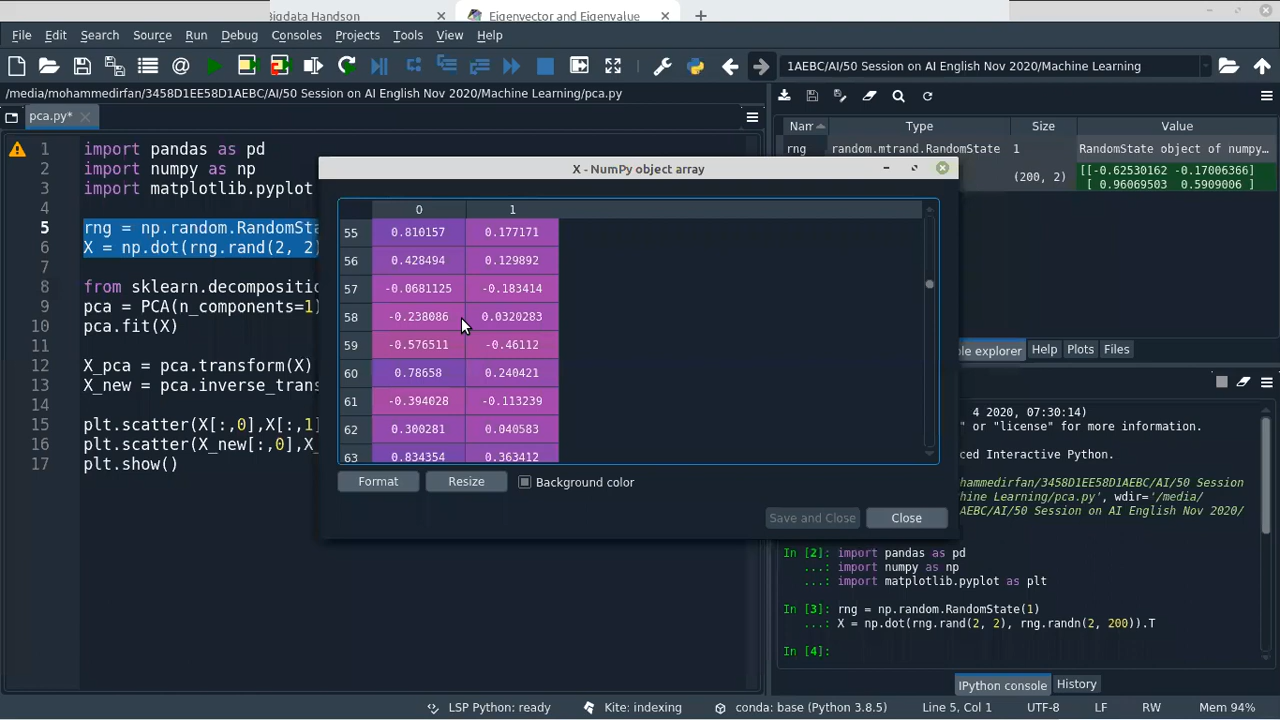 Bigdata Handson
Eigenvector and Eigenvalue
File Edit Search Source Run Debug Consoles Projects Tools View Help
1AEBC/AI/50 Session on AI English Nov 2020/Machine Learning
/media/mohammedirfan/3458D1EE58D1AEBC/AI/50 Session on AI English Nov 2020/Machine Learning/pca.py
pca.py*
1 import pandas as pd
2 import numpy as np
3 import matplotlib.pyplot
4
5 rng = np.random.RandomSta
6 X = np.dot(rng.rand(2, 2)
7
8 from sklearn.decompositio
9 pca = PCA(n_components=1)
10 pca.fit(X)
11
12 X_pca = pca.transform(X)
13 X_new = pca.inverse_trans
14
15 plt.scatter(X[:,0],X[:,1]
16 plt.scatter(X_new[:,0],X_
17 plt.show()
X - NumPy object array
0 1
55 0.810157 0.177171
56 0.428494 0.129892
57 -0.0681125 -0.183414
58 -0.238086 0.0320283
59 -0.576511 -0.46112
60 0.78658 0.240421
61 -0.394028 -0.113239
62 0.300281 0.040583
63 0.834354 0.363412
Format Resize Background color
Save and Close Close
Nam Type Size Value
rng random.mtrand.RandomState 1 RandomState object of numpy…
(200, 2) [[-0.62530162 -0.17006366]
[ 0.96069503 0.5909006 ]
le explorer Help Plots Files
4 2020, 07:30:14)
" or "license" for more information.
ced Interactive Python.
ammedirfan/3458D1EE58D1AEBC/AI/50 Session
hine Learning/pca.py', wdir='/media/
AEBC/AI/50 Session on AI English Nov 2020/
In [2]: import pandas as pd
...: import numpy as np
...: import matplotlib.pyplot as plt
In [3]: rng = np.random.RandomState(1)
...: X = np.dot(rng.rand(2, 2), rng.randn(2, 200)).T
In [4]:
IPython console History
LSP Python: ready Kite: indexing conda: base (Python 3.8.5) Line 5, Col 1 UTF-8 LF RW Mem 94%